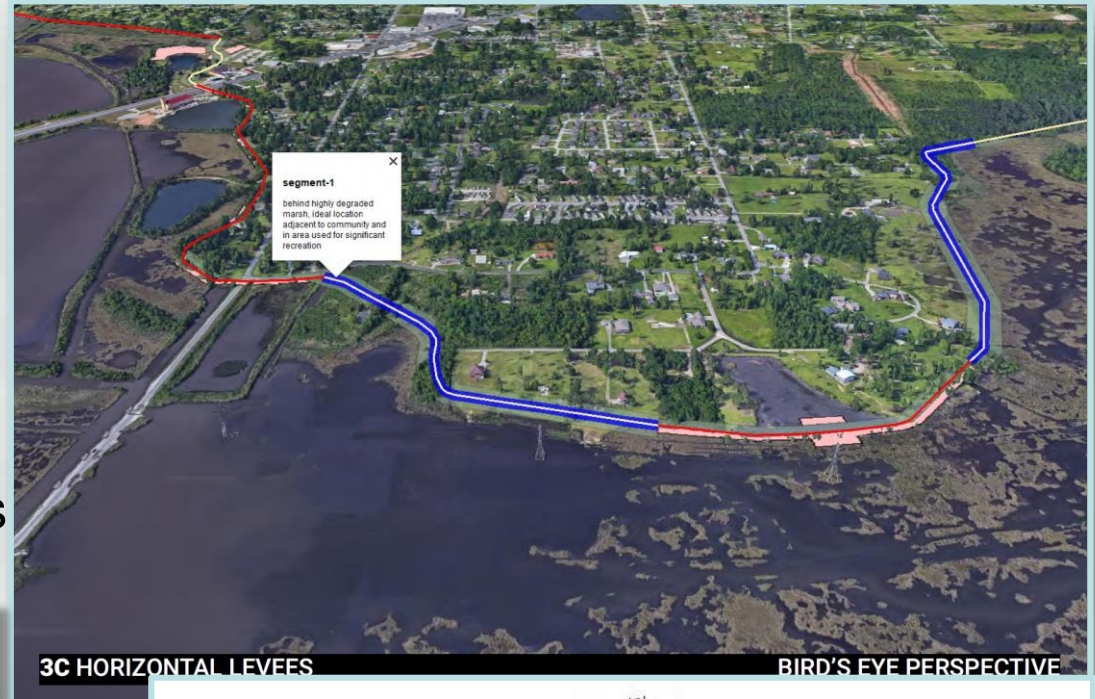 segment-1
behind highly degraded
marsh, ideal location
adjacent to community and
in area used for significant
recreation
s
3C HORIZONTAL LEVEES BIRD'S EYE PERSPECTIVE